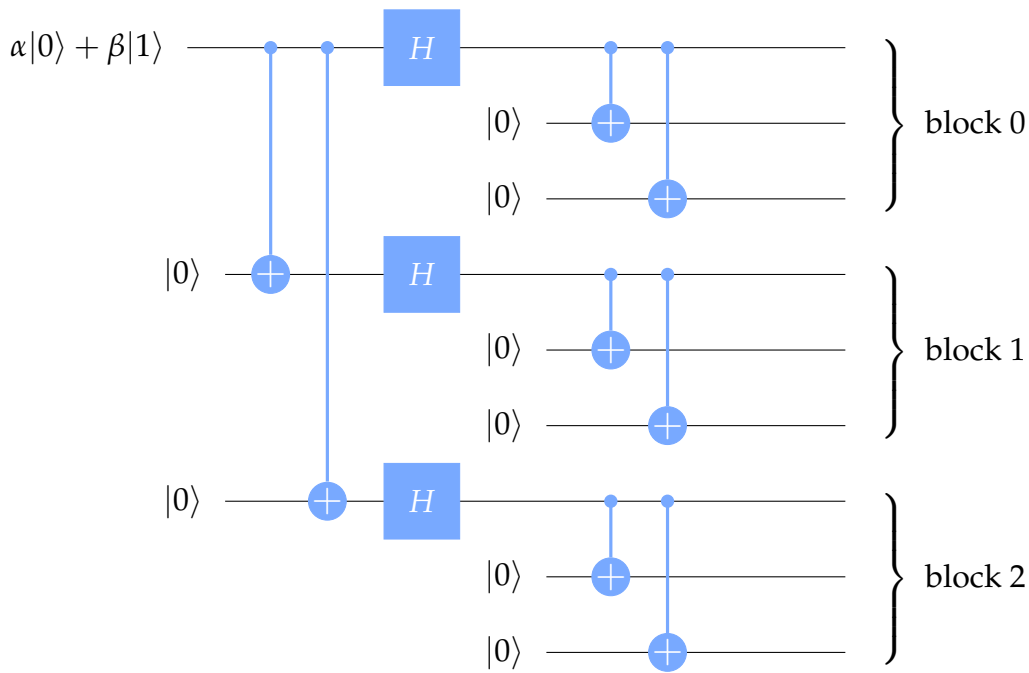 α|0⟩ + β|1⟩ H
|0⟩ block 0
|0⟩
|0⟩ H
|0⟩ block 1
|0⟩
|0⟩ H
|0⟩ block 2
|0⟩